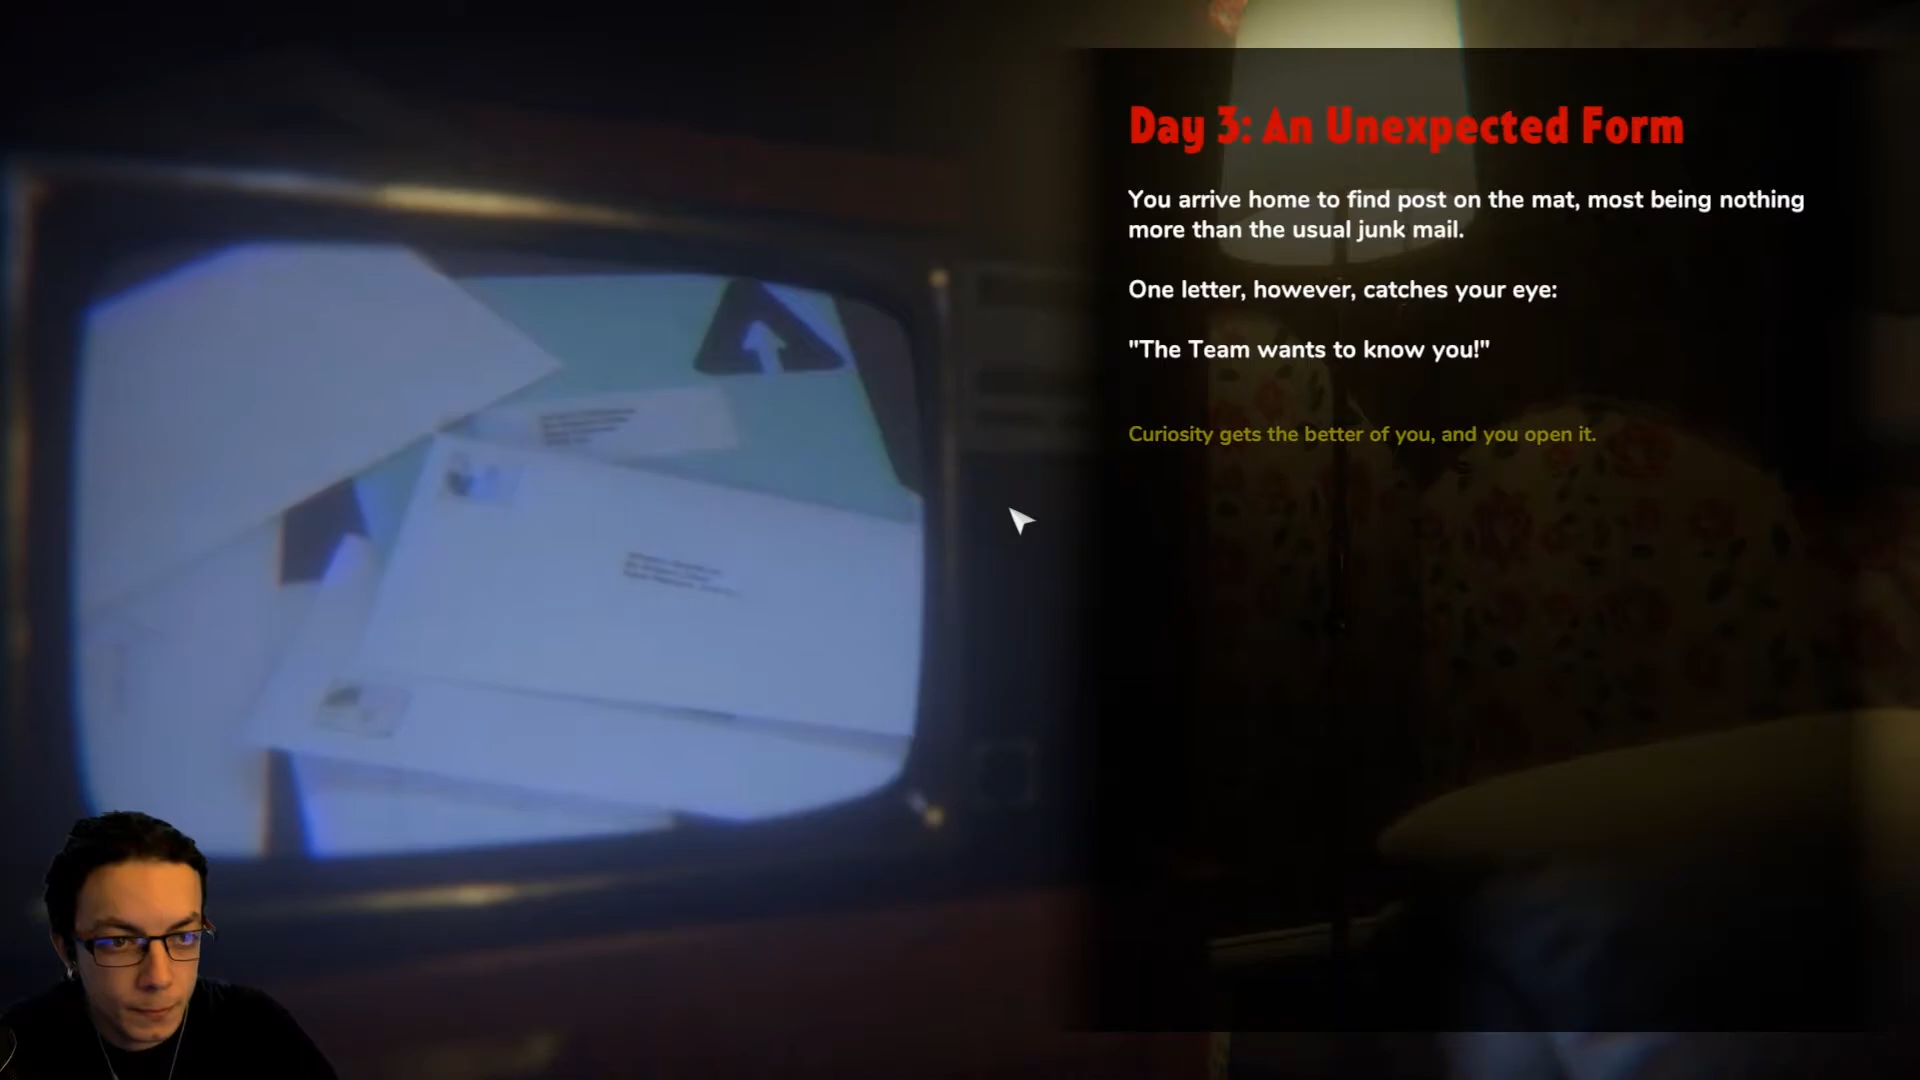 Day 3: An Unexpected Form
You arrive home to find post on the mat, most being nothing
more than the usual junk mail.
One letter, however, catches your eye:
"The Team wants to know you!"
Curiosity gets the better of you, and you open it.